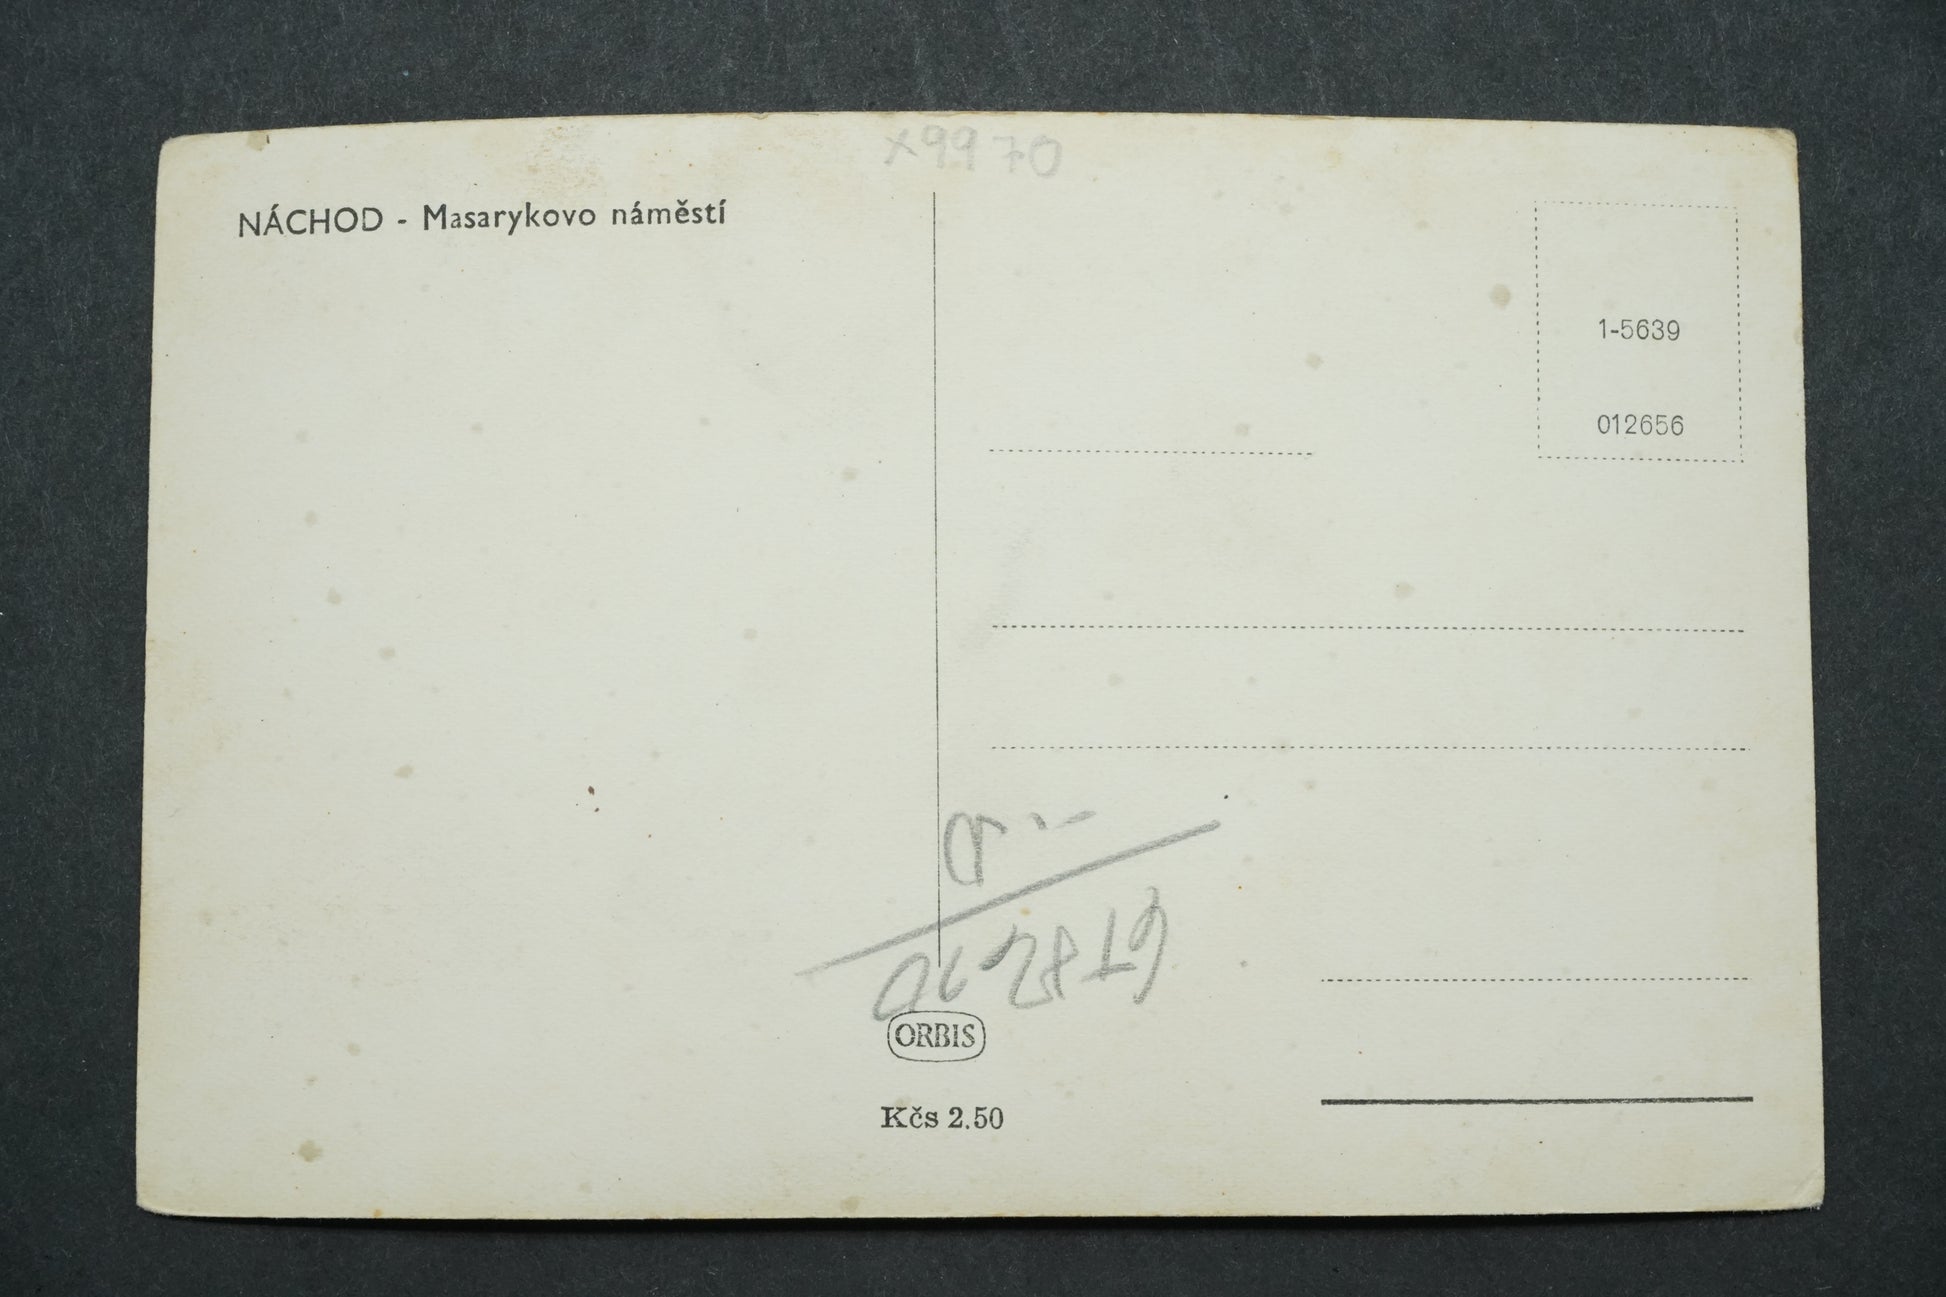 x9970
NÁCHOD - Masarykovo náměstí
1-5639
012656
ORBIS
Kčs 2.50